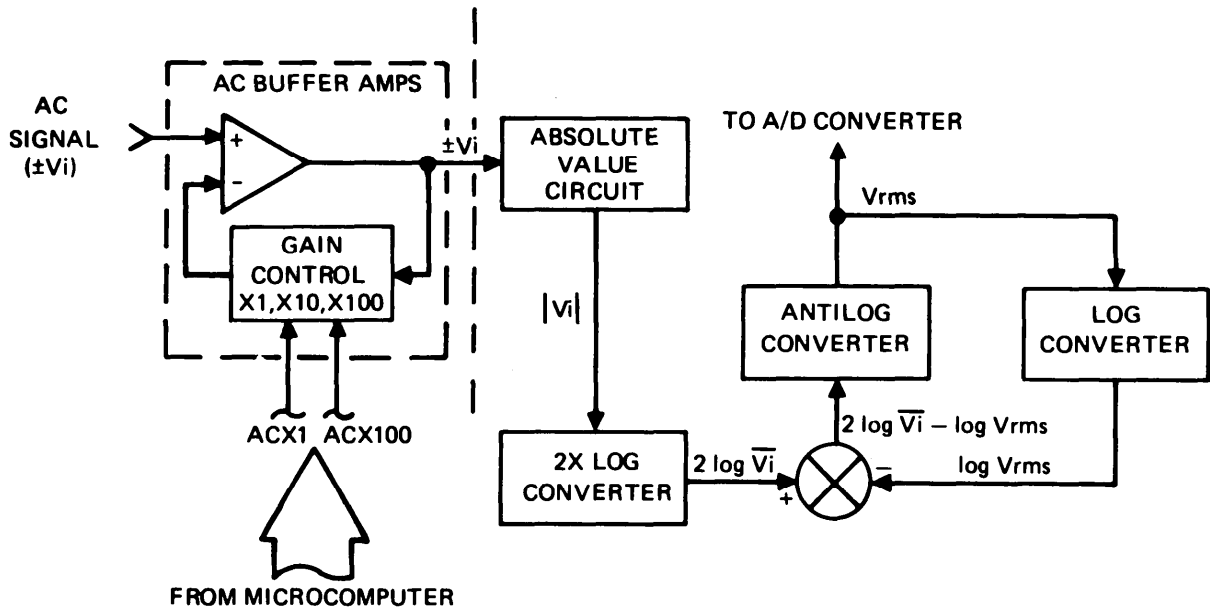 AC BUFFER AMPS
AC
SIGNAL
(±Vi)
+
-
±Vi
GAIN
CONTROL
X1, X10, X100
ACX1 ACX100
FROM MICROCOMPUTER
ABSOLUTE
VALUE
CIRCUIT
|Vi|
2X LOG
CONVERTER
2 log V̅i̅
+
−
TO A/D CONVERTER
Vrms
ANTILOG
CONVERTER
LOG
CONVERTER
2 log V̅i̅ − log Vrms
log Vrms